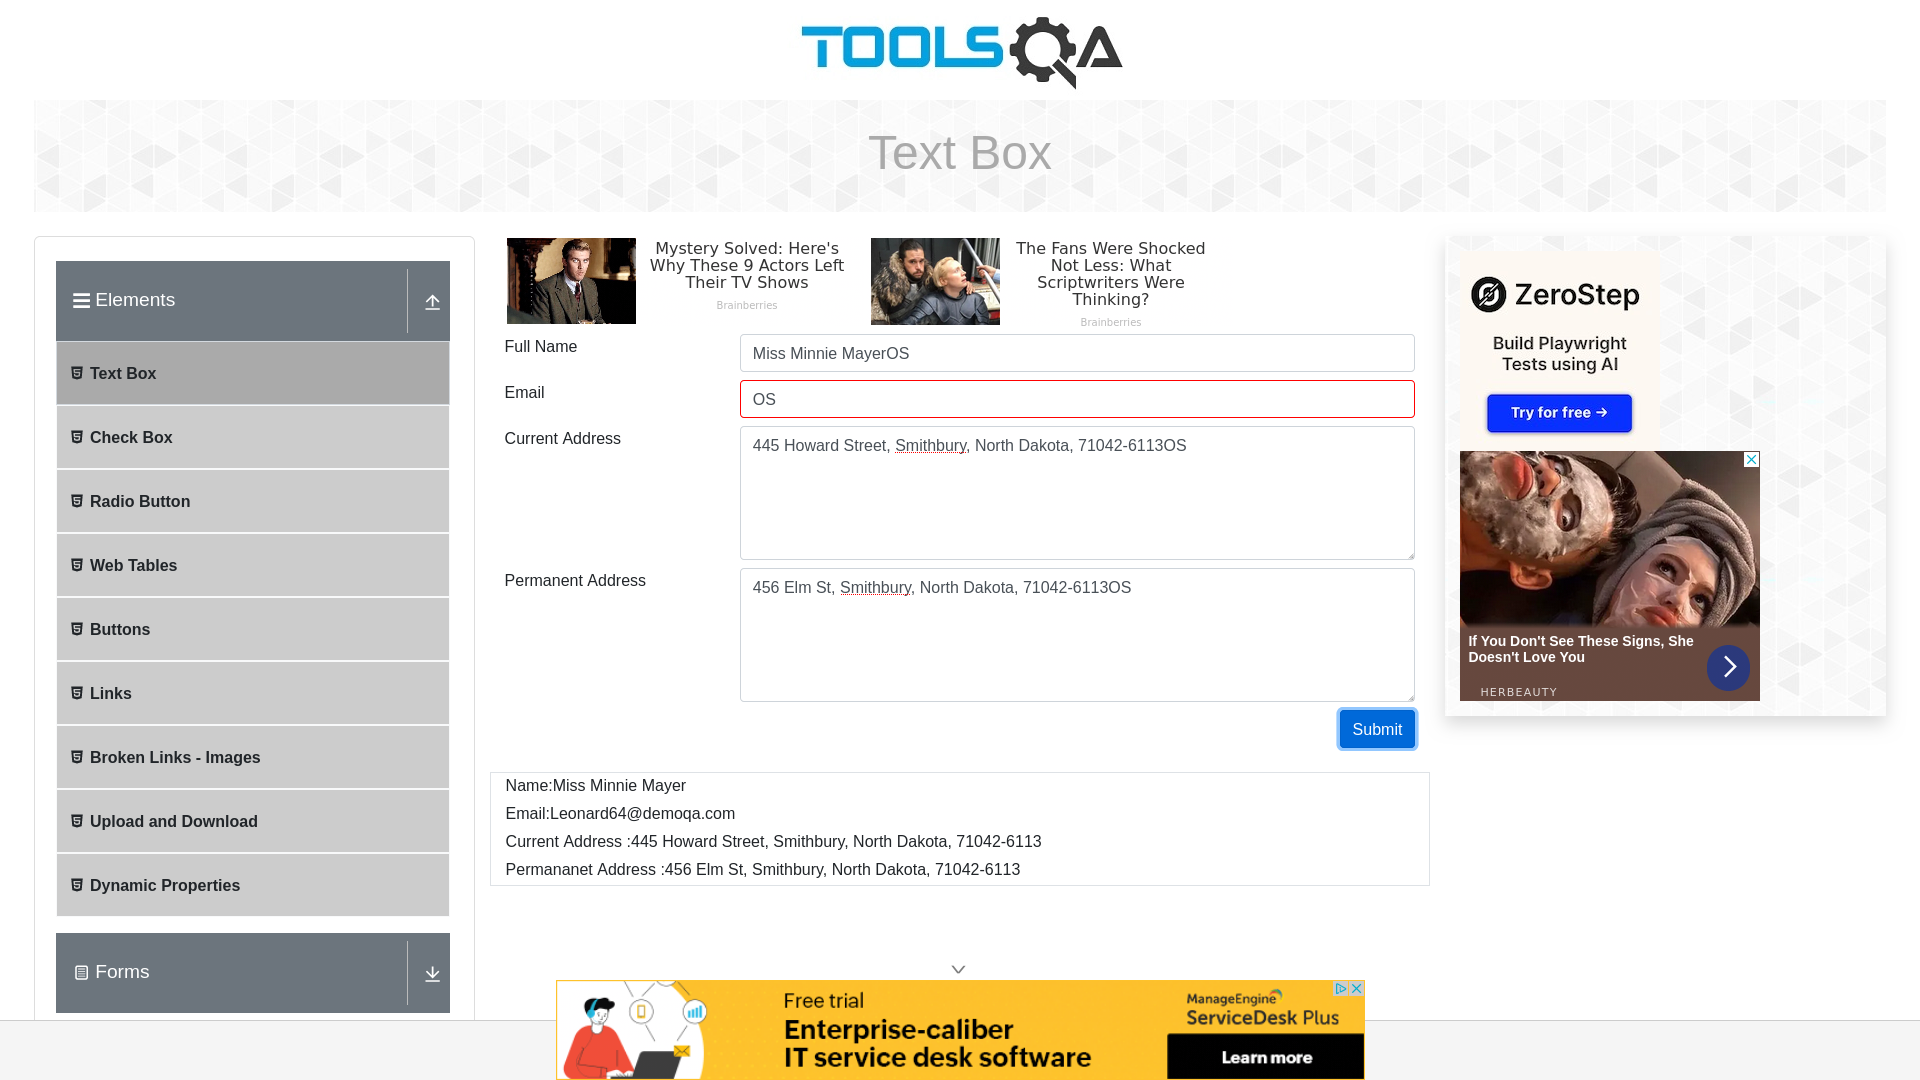 TOOLSQA
Text Box
Elements
Text Box
Check Box
Radio Button
Web Tables
Buttons
Links
Broken Links - Images
Upload and Download
Dynamic Properties
Forms
Mystery Solved: Here's
Why These 9 Actors Left
Their TV Shows
Brainberries
The Fans Were Shocked
Not Less: What
Scriptwriters Were
Thinking?
Brainberries
Full Name
Miss Minnie MayerOS
Email
OS
Current Address
445 Howard Street, Smithbury, North Dakota, 71042-6113OS
Permanent Address
456 Elm St, Smithbury, North Dakota, 71042-6113OS
Submit
Name:Miss Minnie Mayer
Email:Leonard64@demoqa.com
Current Address :445 Howard Street, Smithbury, North Dakota, 71042-6113
Permananet Address :456 Elm St, Smithbury, North Dakota, 71042-6113
ZeroStep
Build Playwright
Tests using AI
Try for free →
If You Don't See These Signs, She
Doesn't Love You
HERBEAUTY
Free trial
Enterprise-caliber
IT service desk software
ManageEngine
ServiceDesk Plus
Learn more